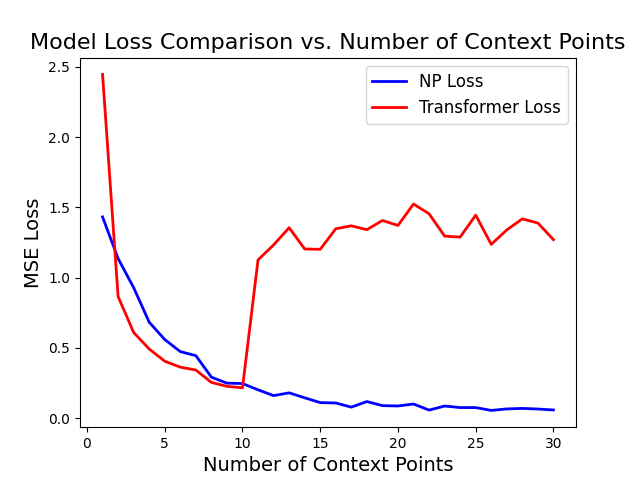 Model Loss Comparison vs. Number of Context Points
NP Loss
Transformer Loss
MSE Loss
2.5
2.0
1.5
1.0
0.5
0.0
0 5 10 15 20 25 30
Number of Context Points